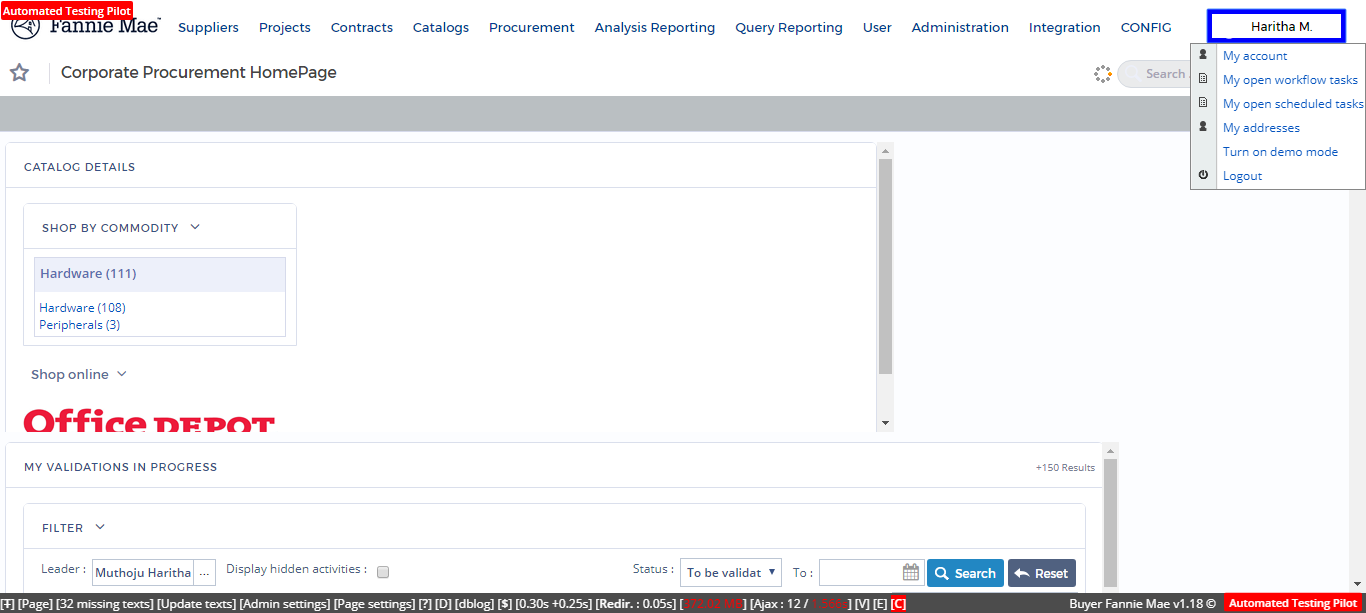 Automated Testing Pilot
Fannie Mae
Suppliers Projects Contracts Catalogs Procurement Analysis Reporting Query Reporting User Administration Integration CONFIG Haritha M.
My account
My open workflow tasks
My open scheduled tasks
My addresses
Turn on demo mode
Logout
Corporate Procurement HomePage
Search
CATALOG DETAILS
SHOP BY COMMODITY
Hardware (111)
Hardware (108)
Peripherals (3)
Shop online
Office DEPOT
MY VALIDATIONS IN PROGRESS +150 Results
FILTER
Leader : Muthoju Haritha ... Display hidden activities : Status : To be validat To : Search Reset
[Ŧ] [Page] [32 missing texts] [Update texts] [Admin settings] [Page settings] [?] [D] [dblog] [$] [0.30s +0.25s] [Redir. : 0.05s] [Ajax : 12 / [V] [E] [C] Buyer Fannie Mae v1.18 © Automated Testing Pilot